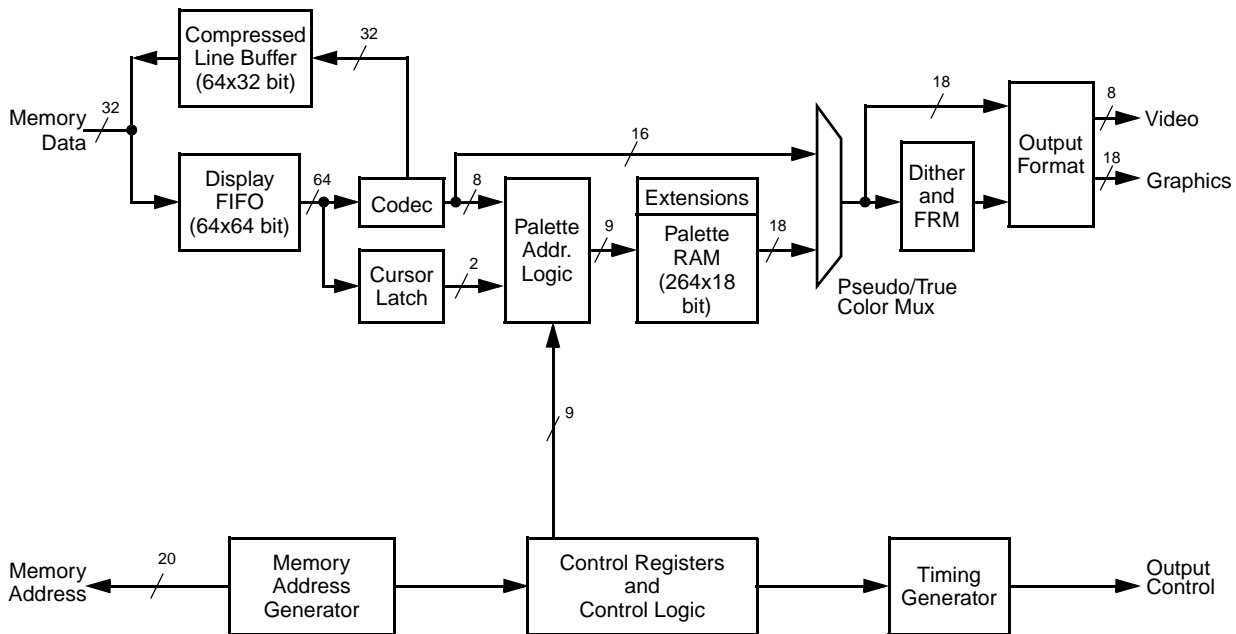 Compressed
Line Buffer
(64x32 bit)
32
32
Memory
Data
Display
FIFO
(64x64 bit)
64
Codec
8
16
Cursor
Latch
2
Palette
Addr.
Logic
9
Extensions
Palette
RAM
(264x18
bit)
18
Pseudo/True
Color Mux
18
Dither
and
FRM
Output
Format
8
Video
18
Graphics
9
Memory
Address
20
Memory
Address
Generator
Control Registers
and
Control Logic
Timing
Generator
Output
Control